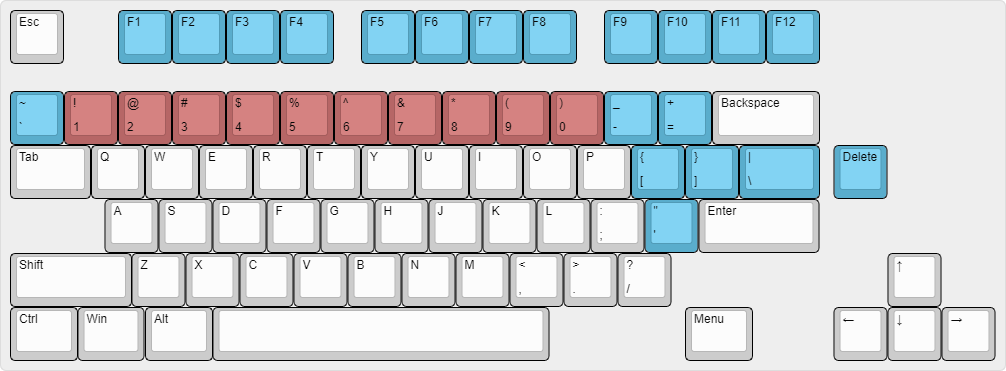 Esc F1 F2 F3 F4 F5 F6 F7 F8 F9 F10 F11 F12
~ ! @ # $ % ^ & * ( ) _ + Backspace
` 1 2 3 4 5 6 7 8 9 0 - =
Tab Q W E R T Y U I O P { } | Delete
[ ] \
A S D F G H J K L : " Enter
; '
Shift Z X C V B N M < > ? ↑
, . /
Ctrl Win Alt Menu ← ↓ →